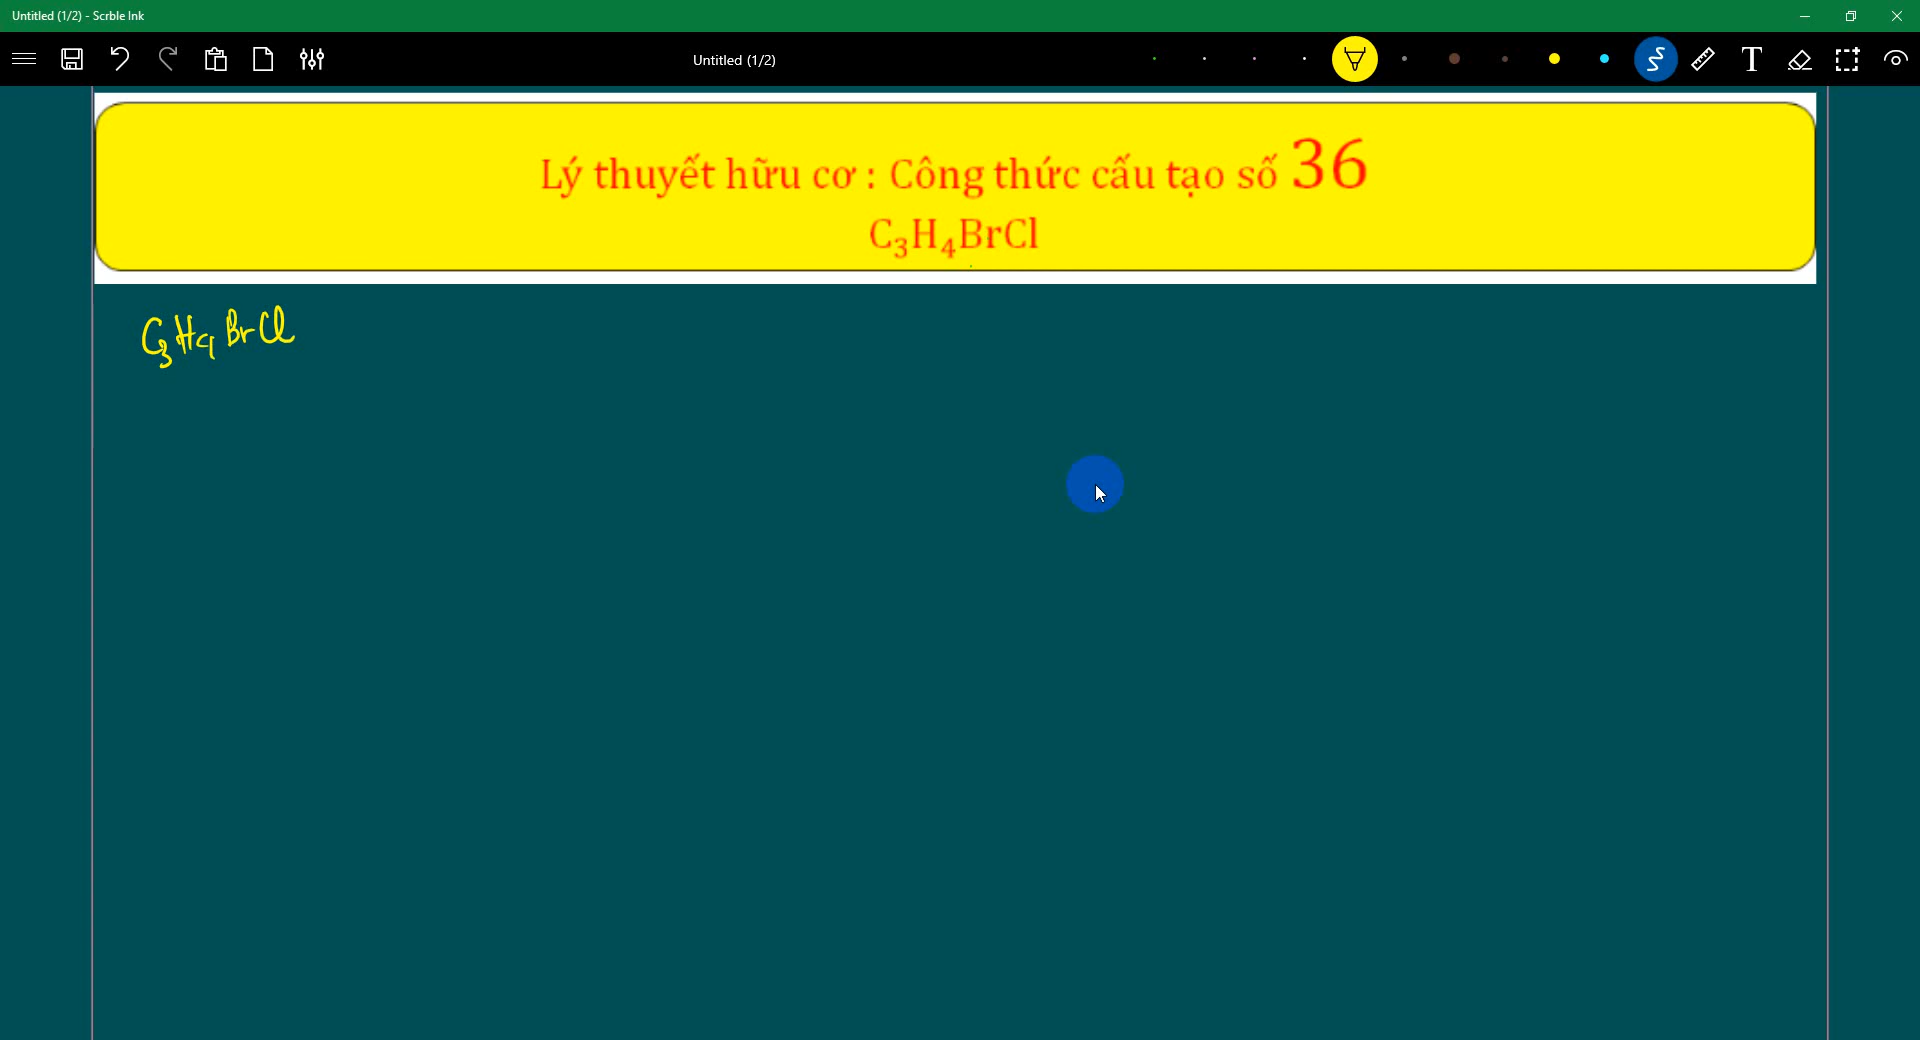 Untitled (1/2) - Scrble Ink
Untitled (1/2)
T
Lý thuyết hữu cơ : Công thức cấu tạo số 36
C₃H₄BrCl
C₃H₄BrCl